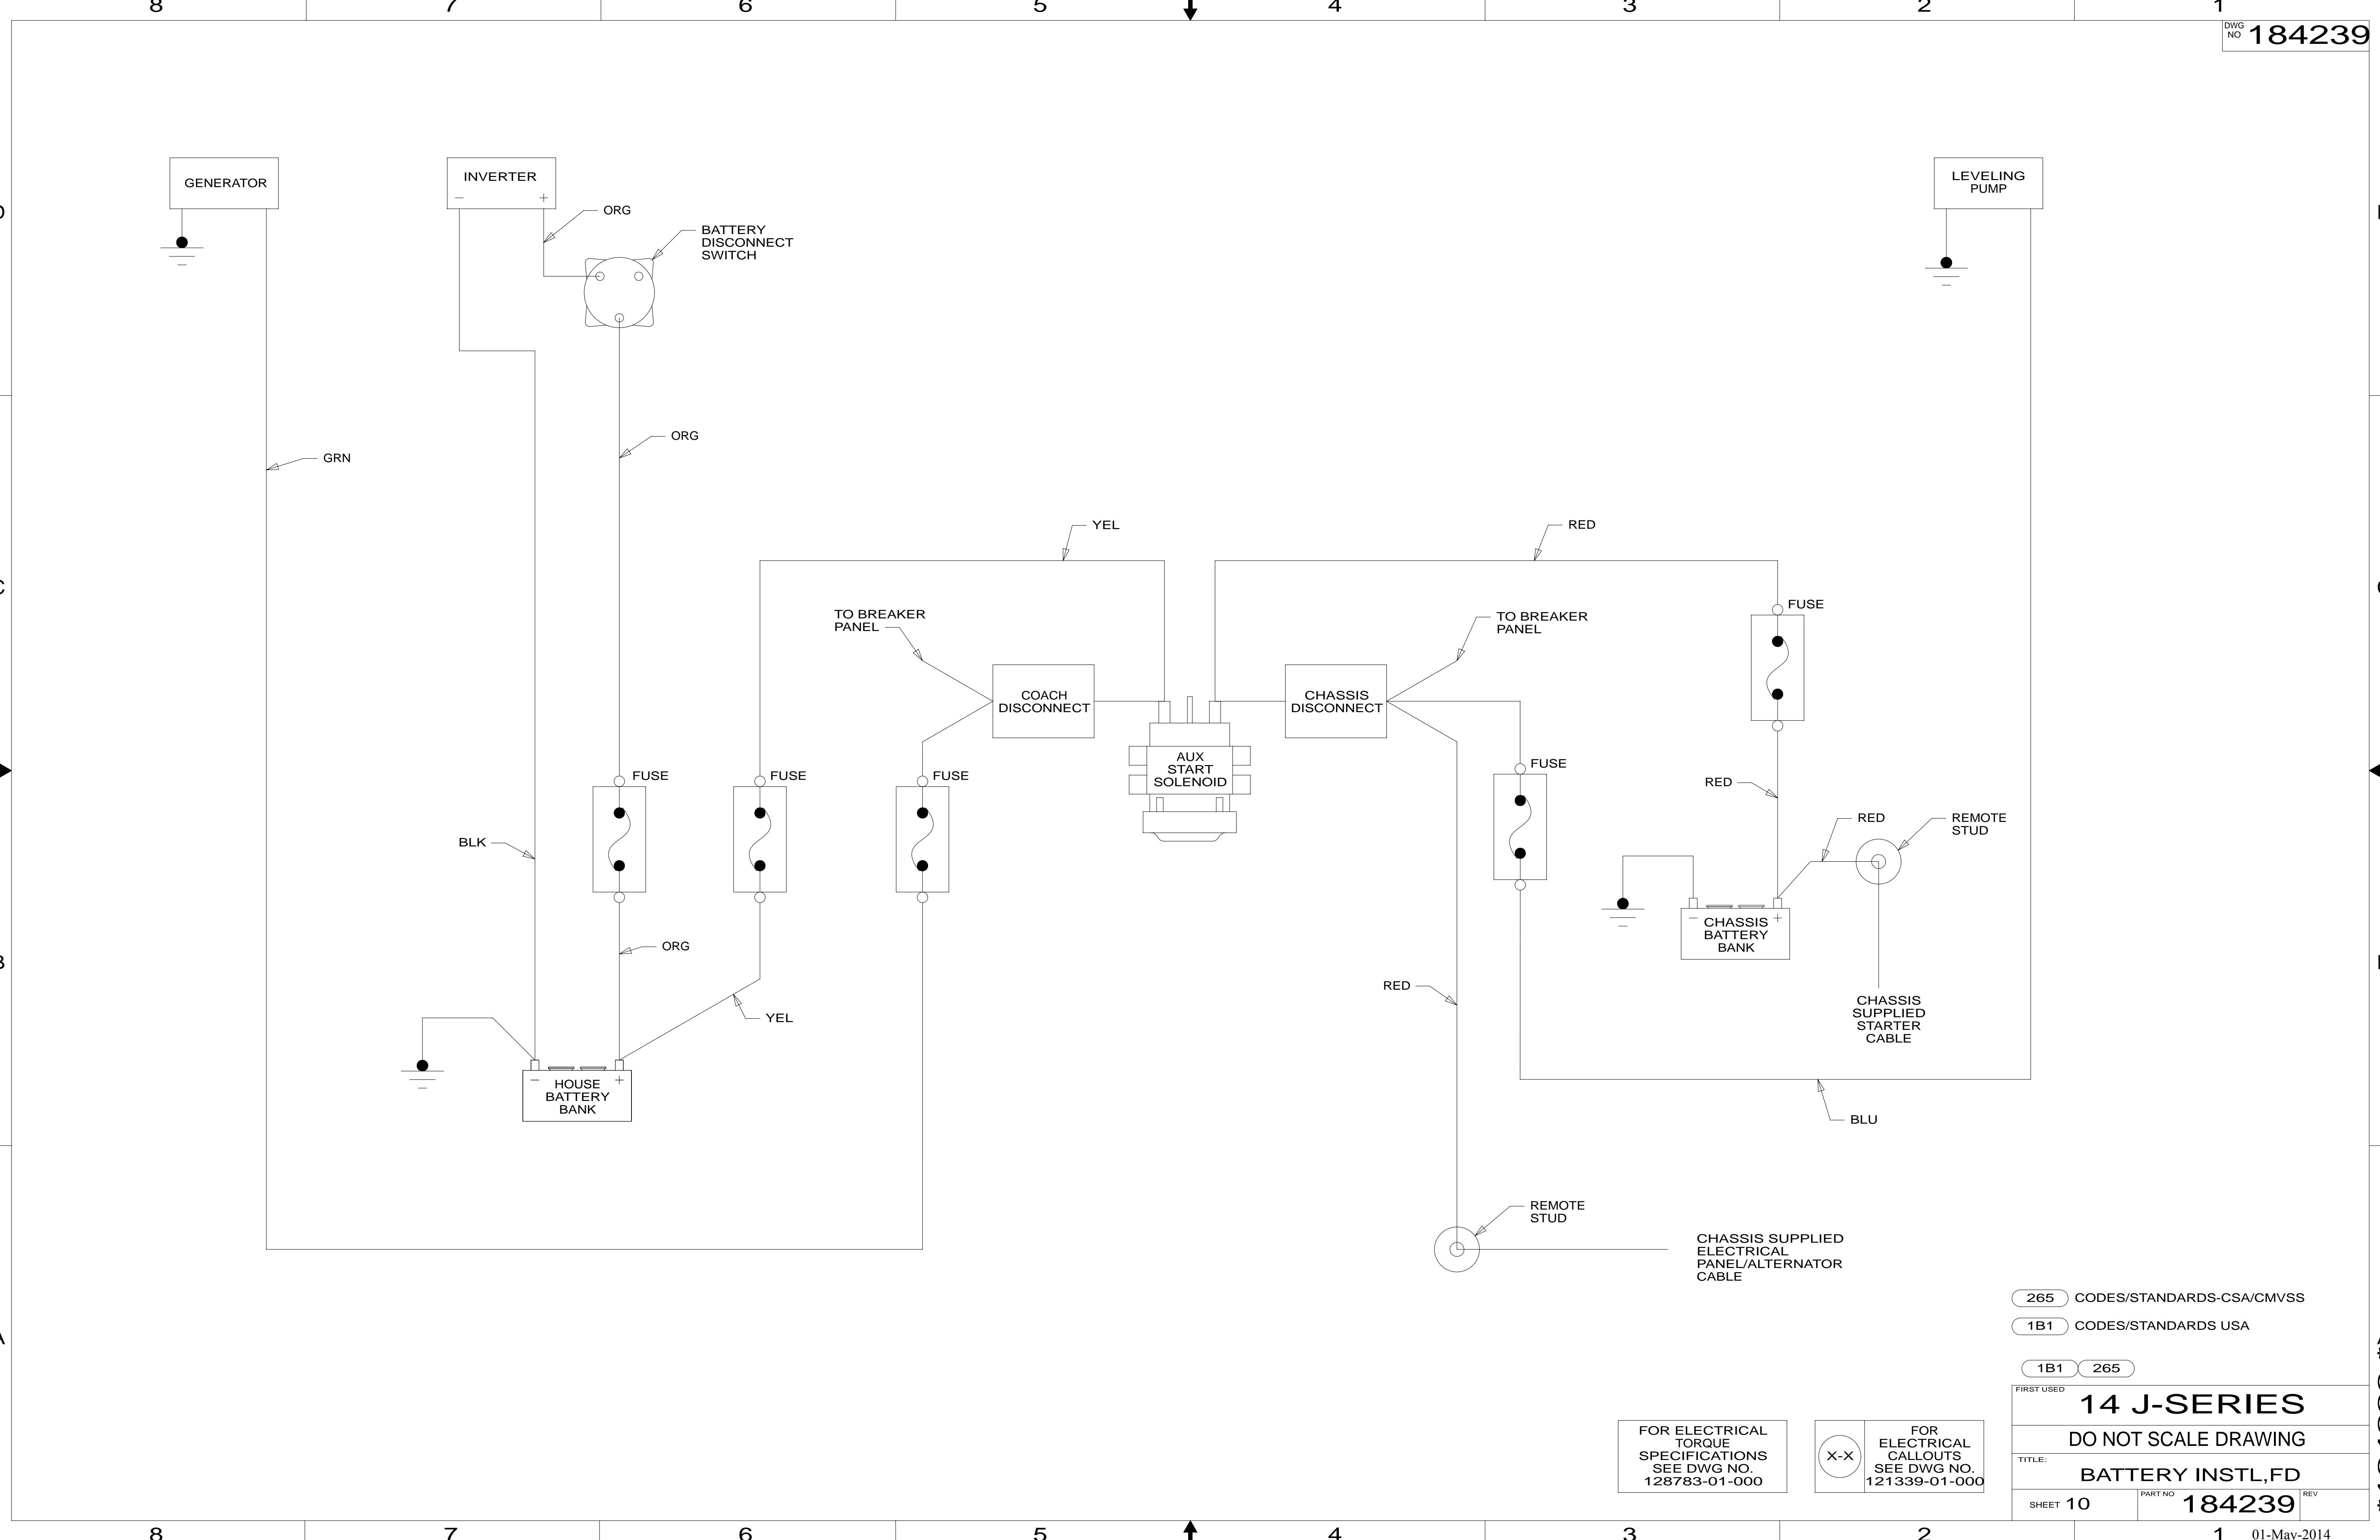 8 7 6 5 4 3 2 1
DWG
NO 184239
GENERATOR
INVERTER
− +
LEVELING
PUMP
ORG
BATTERY
DISCONNECT
SWITCH
ORG
GRN
YEL
RED
TO BREAKER
PANEL
TO BREAKER
PANEL
FUSE
COACH
DISCONNECT
CHASSIS
DISCONNECT
AUX
START
SOLENOID
FUSE
FUSE
FUSE
FUSE
RED
BLK
RED
REMOTE
STUD
− +
CHASSIS
BATTERY
BANK
ORG
RED
YEL
CHASSIS
SUPPLIED
STARTER
CABLE
− +
HOUSE
BATTERY
BANK
BLU
REMOTE
STUD
CHASSIS SUPPLIED
ELECTRICAL
PANEL/ALTERNATOR
CABLE
265 CODES/STANDARDS-CSA/CMVSS
1B1 CODES/STANDARDS USA
1B1 265
FIRST USED
14 J-SERIES
DO NOT SCALE DRAWING
TITLE:
BATTERY INSTL,FD
SHEET 10
PART NO 184239
REV
FOR ELECTRICAL
TORQUE
SPECIFICATIONS
SEE DWG NO.
128783-01-000
X-X
FOR
ELECTRICAL
CALLOUTS
SEE DWG NO.
121339-01-000
8 7 6 5 4 3 2 1
01-May-2014